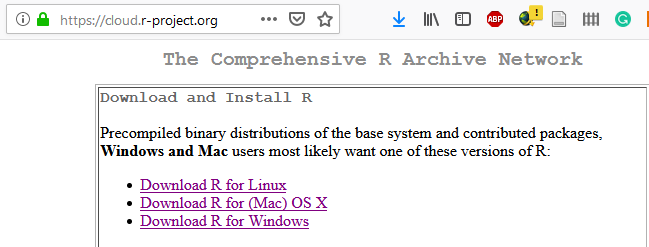 https://cloud.r-project.org
ABP
The Comprehensive R Archive Network
Download and Install R
Precompiled binary distributions of the base system and contributed packages,
Windows and Mac users most likely want one of these versions of R:
Download R for Linux
Download R for (Mac) OS X
Download R for Windows